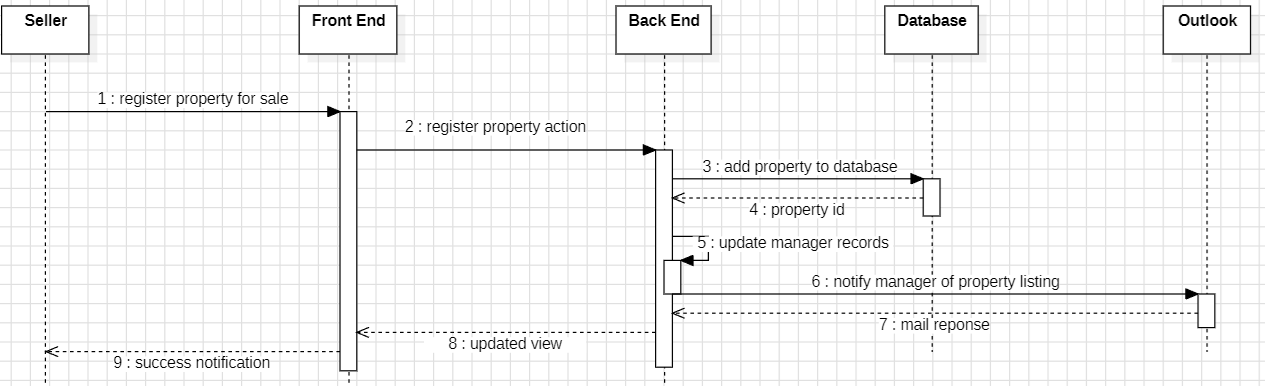 Seller
Front End
Back End
Database
Outlook
1 : register property for sale
2 : register property action
3 : add property to database
4 : property id
5 : update manager records
6 : notify manager of property listing
7 : mail reponse
8 : updated view
9 : success notification